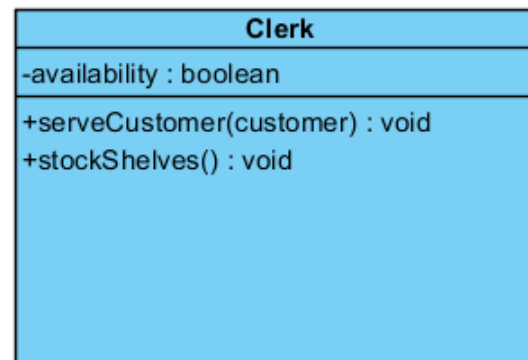 Clerk
-availability : boolean
+serveCustomer(customer) : void
+stockShelves() : void